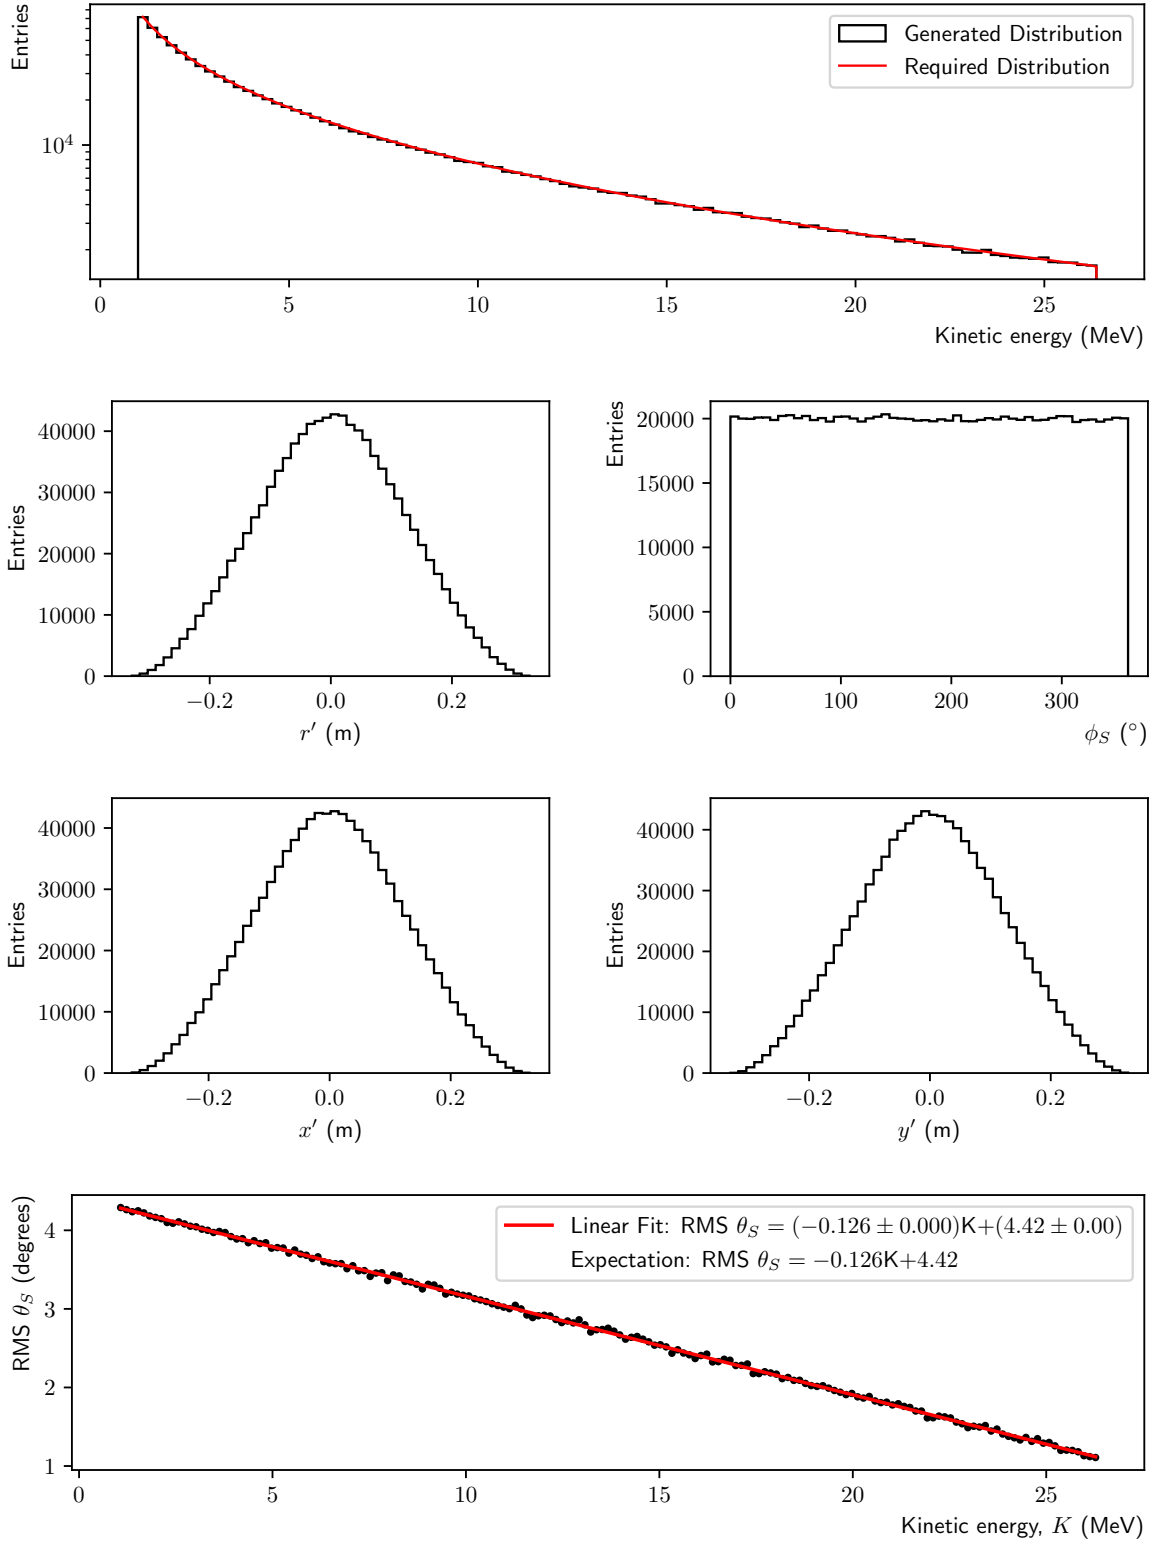 Entries
Generated Distribution
Required Distribution
10⁴
0 5 10 15 20 25
Kinetic energy (MeV)
Entries
40000
30000
20000
10000
0
−0.2 0.0 0.2
r′ (m)
Entries
20000
15000
10000
5000
0
0 100 200 300
ϕ_S (°)
Entries
40000
30000
20000
10000
0
−0.2 0.0 0.2
x′ (m)
Entries
40000
30000
20000
10000
0
−0.2 0.0 0.2
y′ (m)
RMS θ_S (degrees)
4
3
2
1
Linear Fit: RMS θ_S = (−0.126 ± 0.000)K+(4.42 ± 0.00)
Expectation: RMS θ_S = −0.126K+4.42
0 5 10 15 20 25
Kinetic energy, K (MeV)